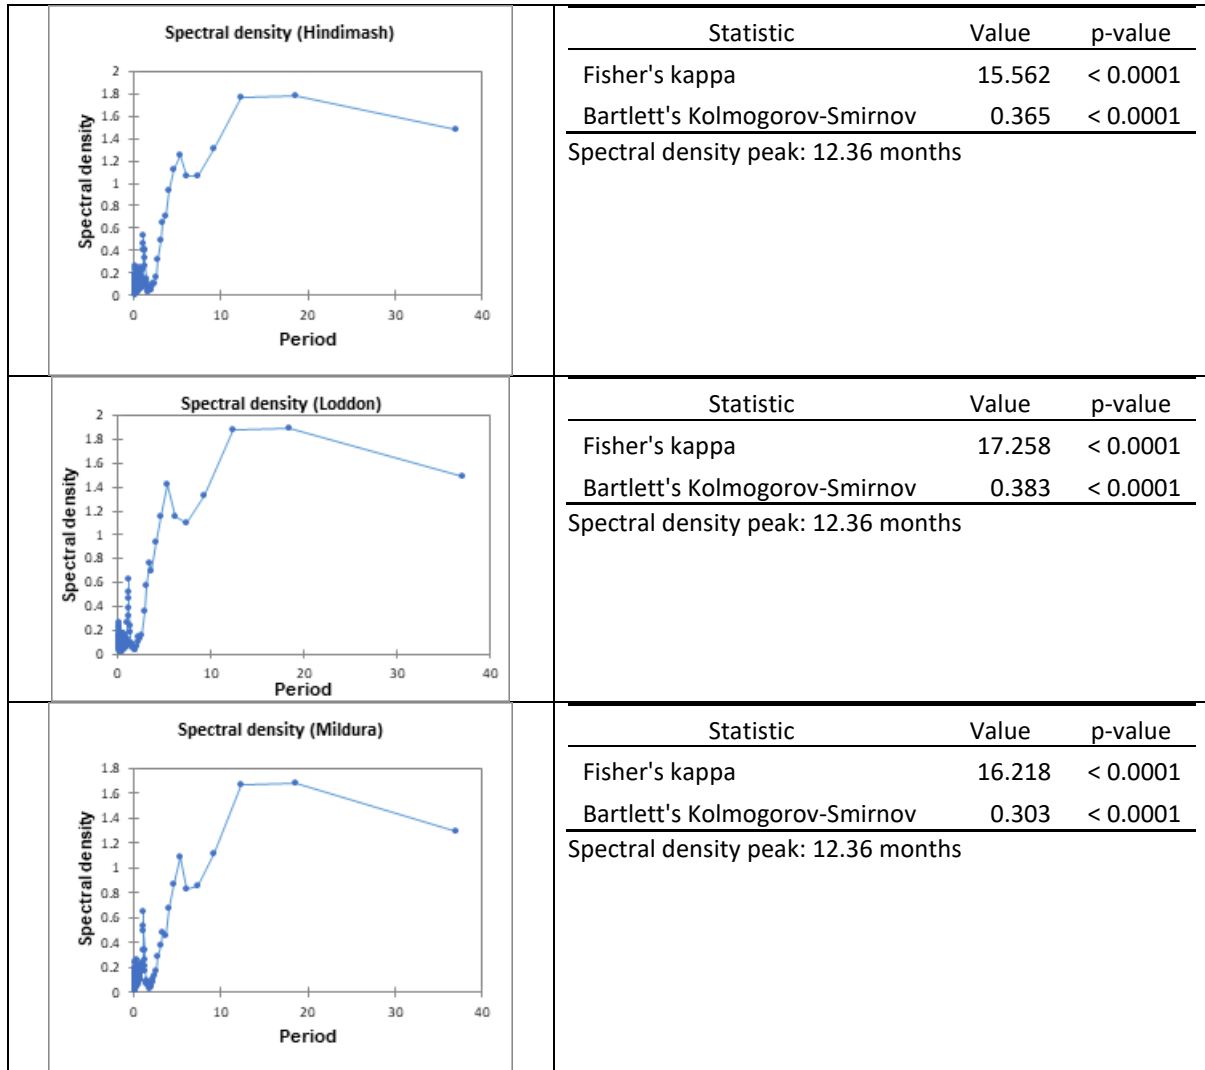 Spectral density (Hindimash)
2
1.8
1.6
1.4
1.2
1
0.8
0.6
0.4
0.2
0
Spectral density
0 10 20 30 40
Period
Statistic Value p-value
Fisher's kappa 15.562 < 0.0001
Bartlett's Kolmogorov-Smirnov 0.365 < 0.0001
Spectral density peak: 12.36 months
Spectral density (Loddon)
2
1.8
1.6
1.4
1.2
1
0.8
0.6
0.4
0.2
0
Spectral density
0 10 20 30 40
Period
Statistic Value p-value
Fisher's kappa 17.258 < 0.0001
Bartlett's Kolmogorov-Smirnov 0.383 < 0.0001
Spectral density peak: 12.36 months
Spectral density (Mildura)
1.8
1.6
1.4
1.2
1
0.8
0.6
0.4
0.2
0
Spectral density
0 10 20 30 40
Period
Statistic Value p-value
Fisher's kappa 16.218 < 0.0001
Bartlett's Kolmogorov-Smirnov 0.303 < 0.0001
Spectral density peak: 12.36 months